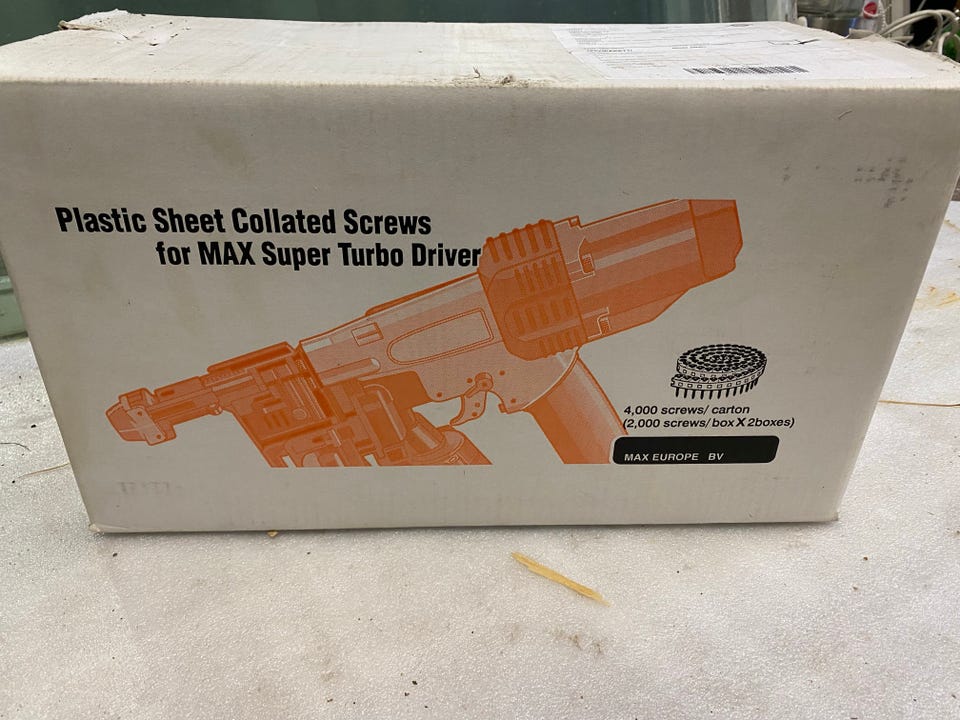 Plastic Sheet Collated Screws
for MAX Super Turbo Driver
4,000 screws/ carton
(2,000 screws/box X 2boxes)
MAX EUROPE BV